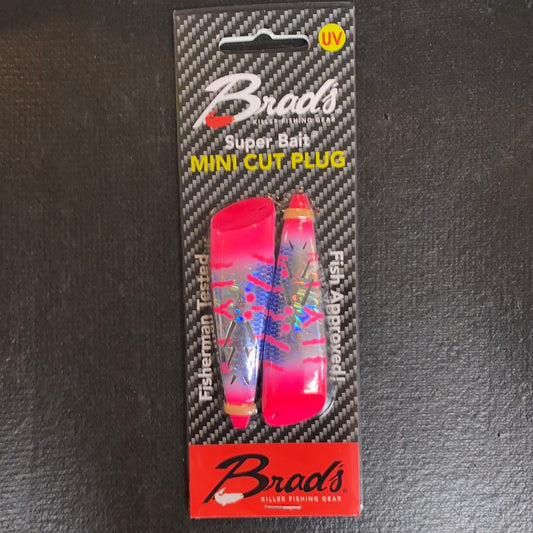 UV
Brad's
KILLER FISHING GEAR
Super Bait®
MINI CUT PLUG
Fisherman Tested
Fish Approved!
Brad's
KILLER FISHING GEAR